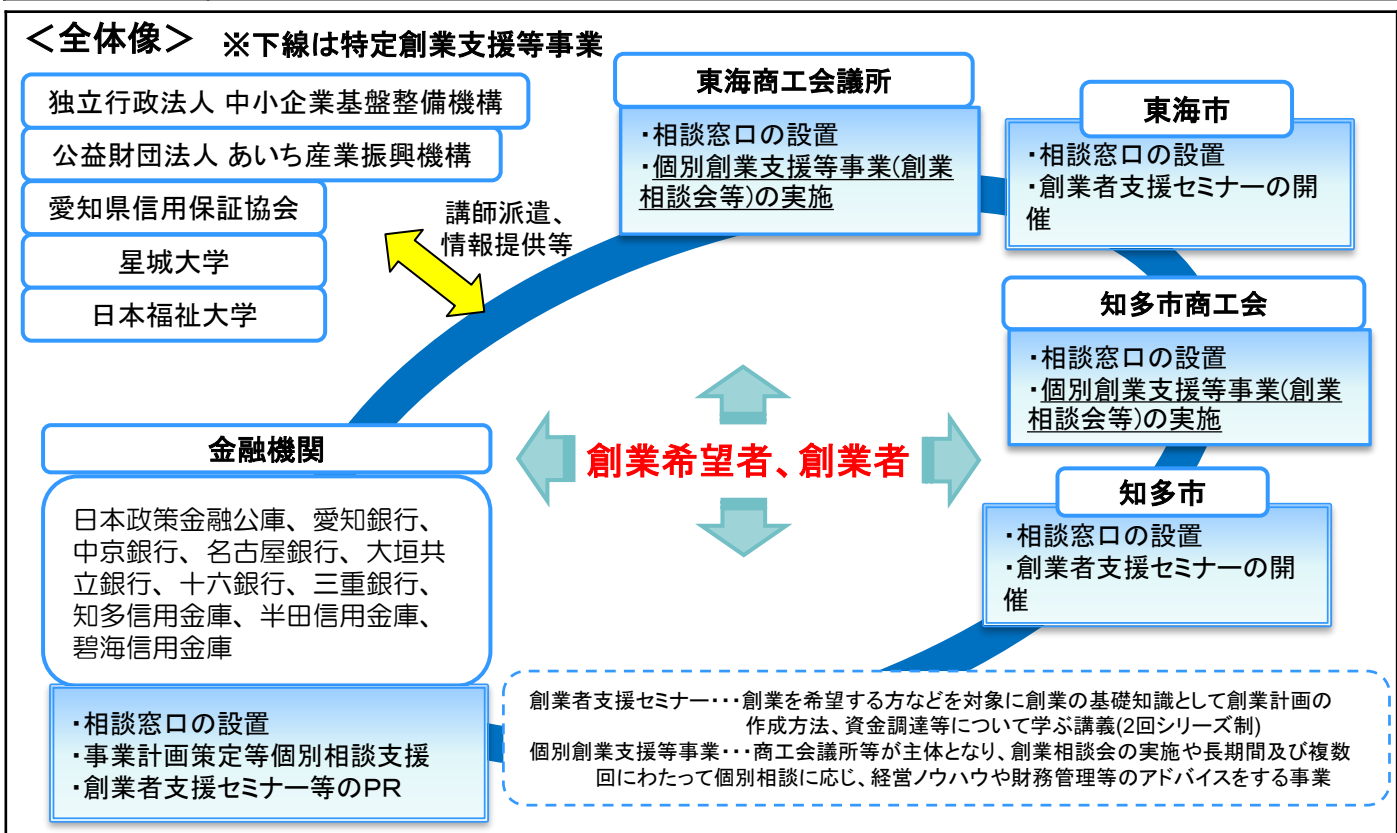 ＜全体像＞ ※下線は特定創業支援等事業
独立行政法人 中小企業基盤整備機構
公益財団法人 あいち産業振興機構
愛知県信用保証協会
星城大学
日本福祉大学
講師派遣、
情報提供等
東海商工会議所
・相談窓口の設置
・個別創業支援等事業(創業
相談会等)の実施
東海市
・相談窓口の設置
・創業者支援セミナーの開
催
知多市商工会
・相談窓口の設置
・個別創業支援等事業(創業
相談会等)の実施
知多市
・相談窓口の設置
・創業者支援セミナーの開
催
創業希望者、創業者
金融機関
日本政策金融公庫、愛知銀行、
中京銀行、名古屋銀行、大垣共
立銀行、十六銀行、三重銀行、
知多信用金庫、半田信用金庫、
碧海信用金庫
・相談窓口の設置
・事業計画策定等個別相談支援
・創業者支援セミナー等のPR
創業者支援セミナー・・・創業を希望する方などを対象に創業の基礎知識として創業計画の
作成方法、資金調達等について学ぶ講義(2回シリーズ制)
個別創業支援等事業・・・商工会議所等が主体となり、創業相談会の実施や長期間及び複数
回にわたって個別相談に応じ、経営ノウハウや財務管理等のアドバイスをする事業